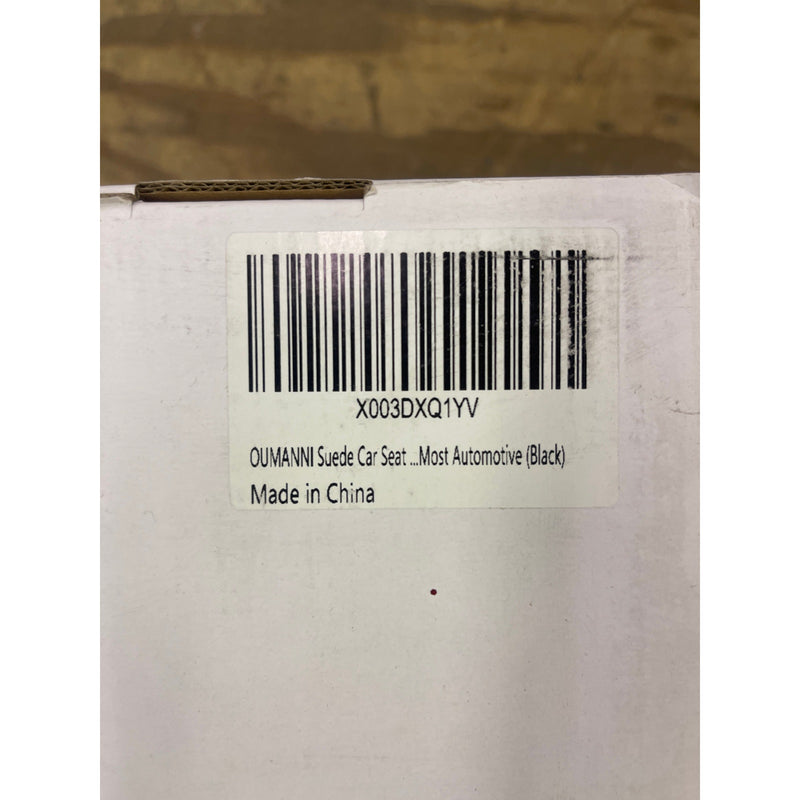 X003DXQ1YV
OUMANNI Suede Car Seat ...Most Automotive (Black)
Made in China